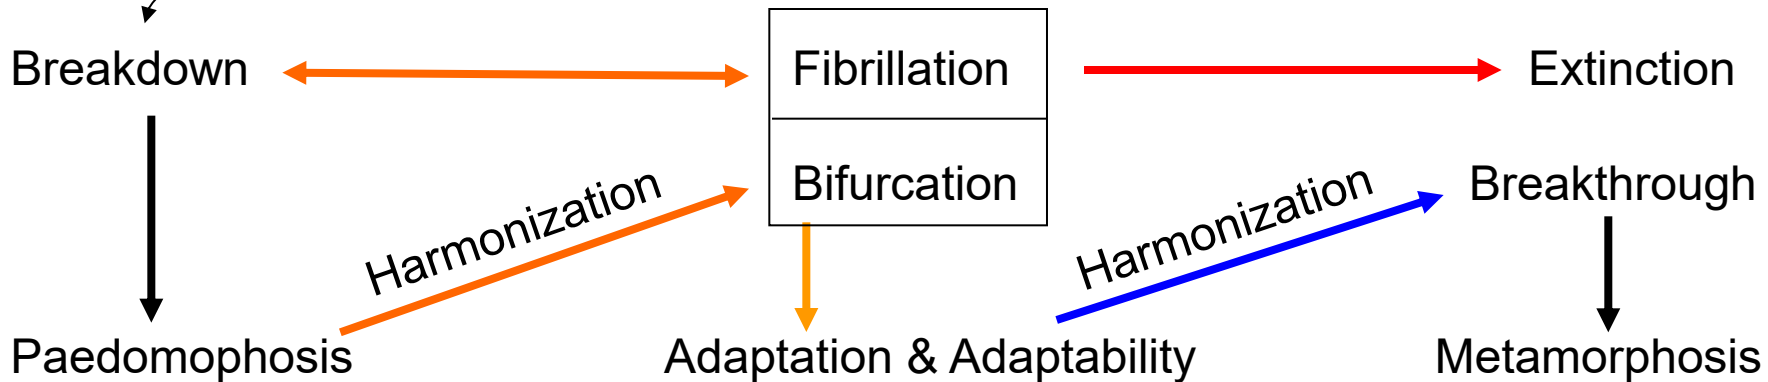 Breakdown
Fibrillation
Extinction
Harmonization
Bifurcation
Harmonization
Breakthrough
Paedomophosis
Adaptation & Adaptability
Metamorphosis